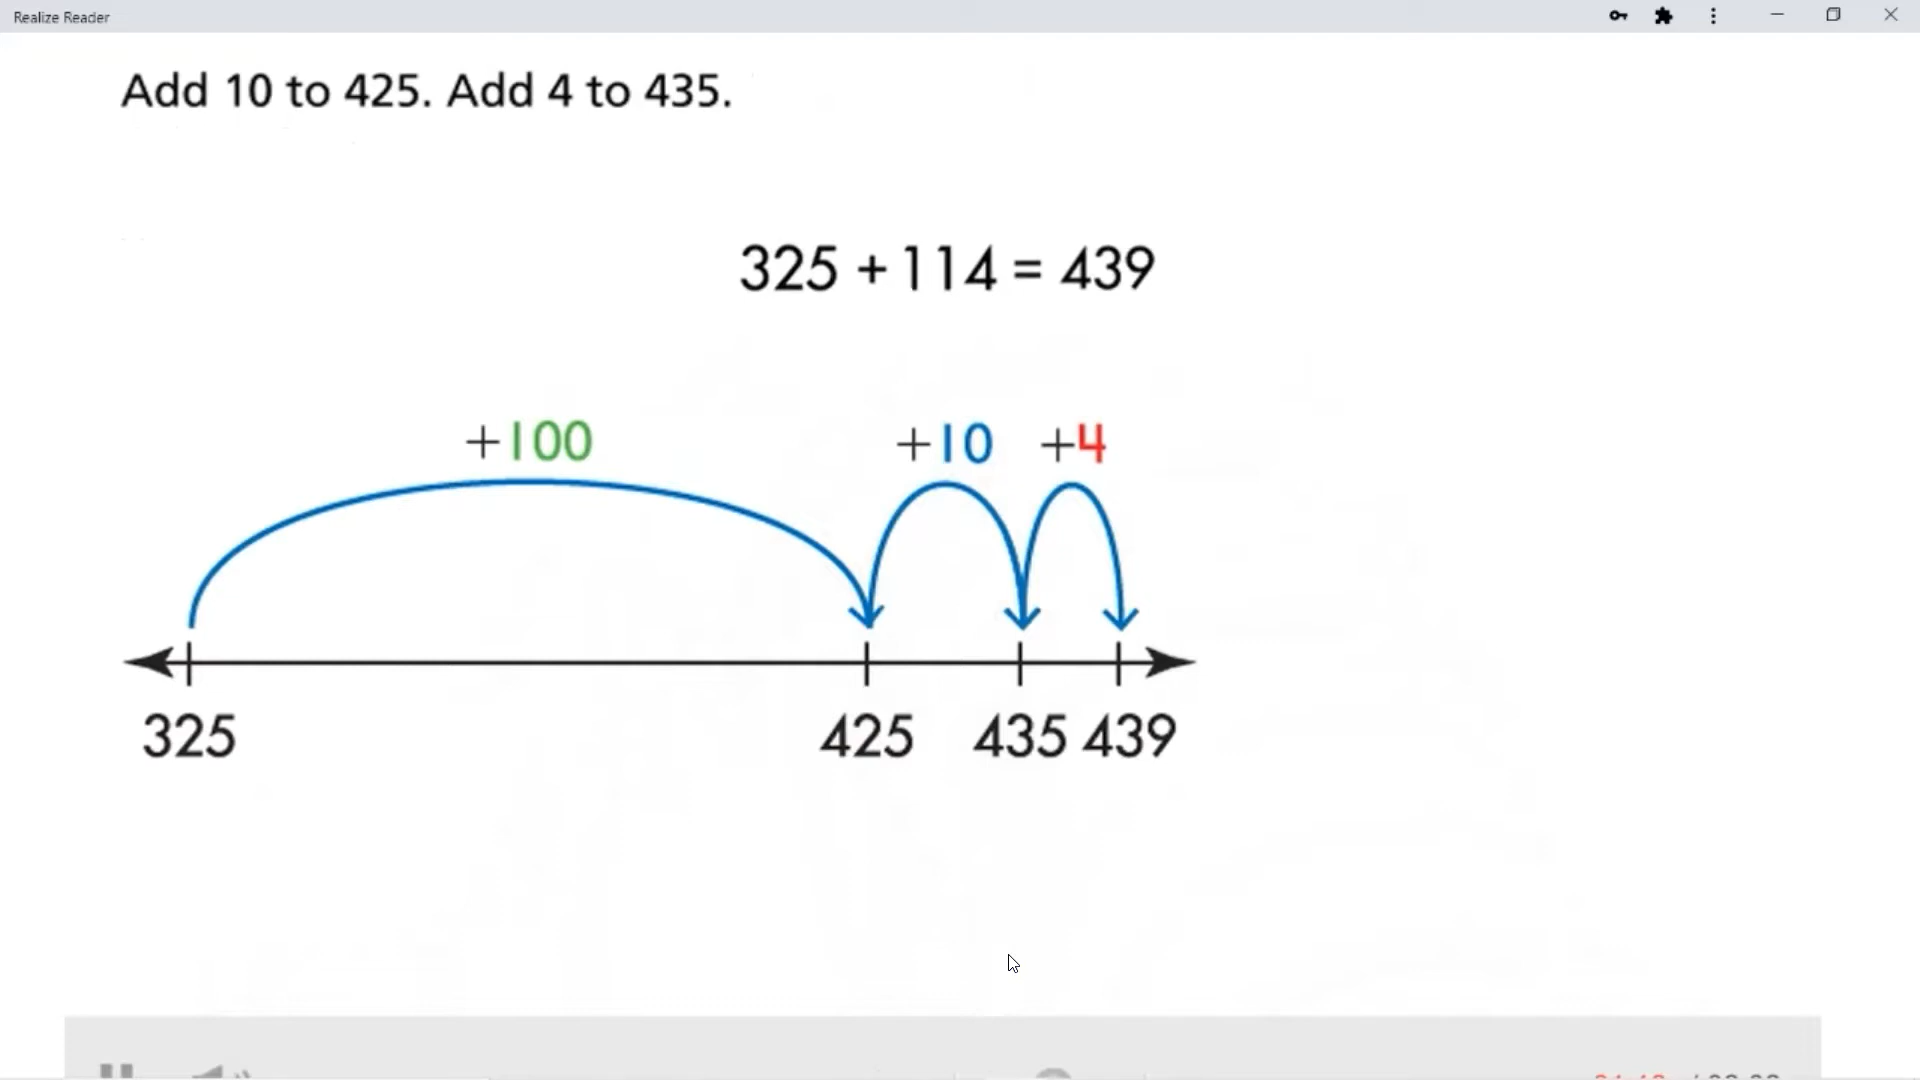 Realize Reader
Add 10 to 425. Add 4 to 435.
325 + 114 = 439
+100 +10 +4
325 425 435 439